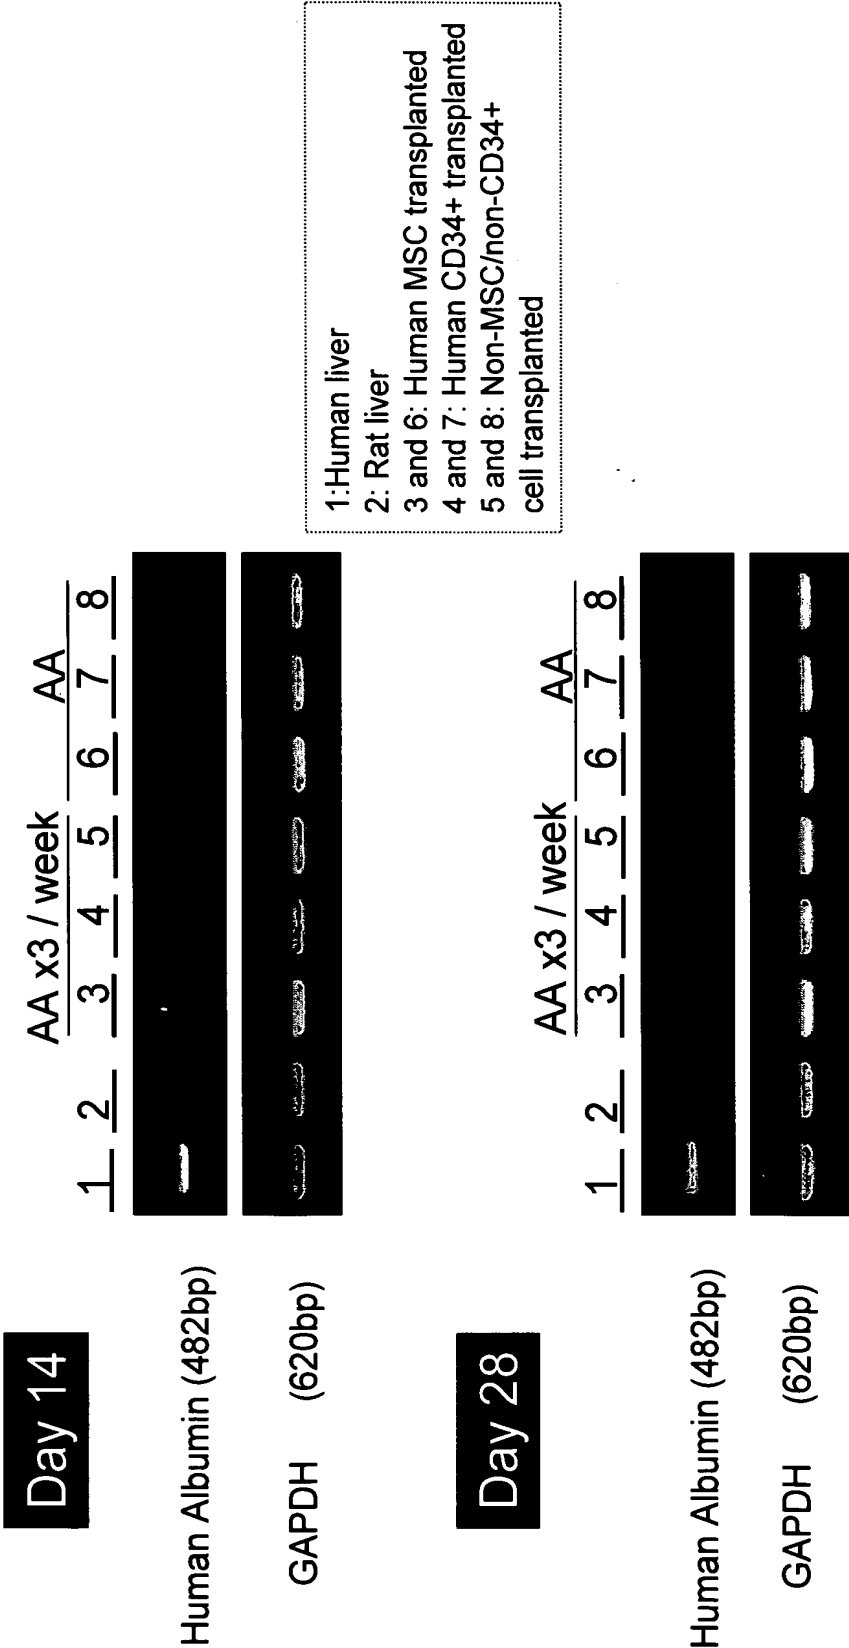 Day 14
AA x3 / week AA
1 2 3 4 5 6 7 8
Human Albumin (482bp)
GAPDH (620bp)
1:Human liver
2: Rat liver
3 and 6: Human MSC transplanted
4 and 7: Human CD34+ transplanted
5 and 8: Non-MSC/non-CD34+
cell transplanted
Day 28
AA x3 / week AA
1 2 3 4 5 6 7 8
Human Albumin (482bp)
GAPDH (620bp)